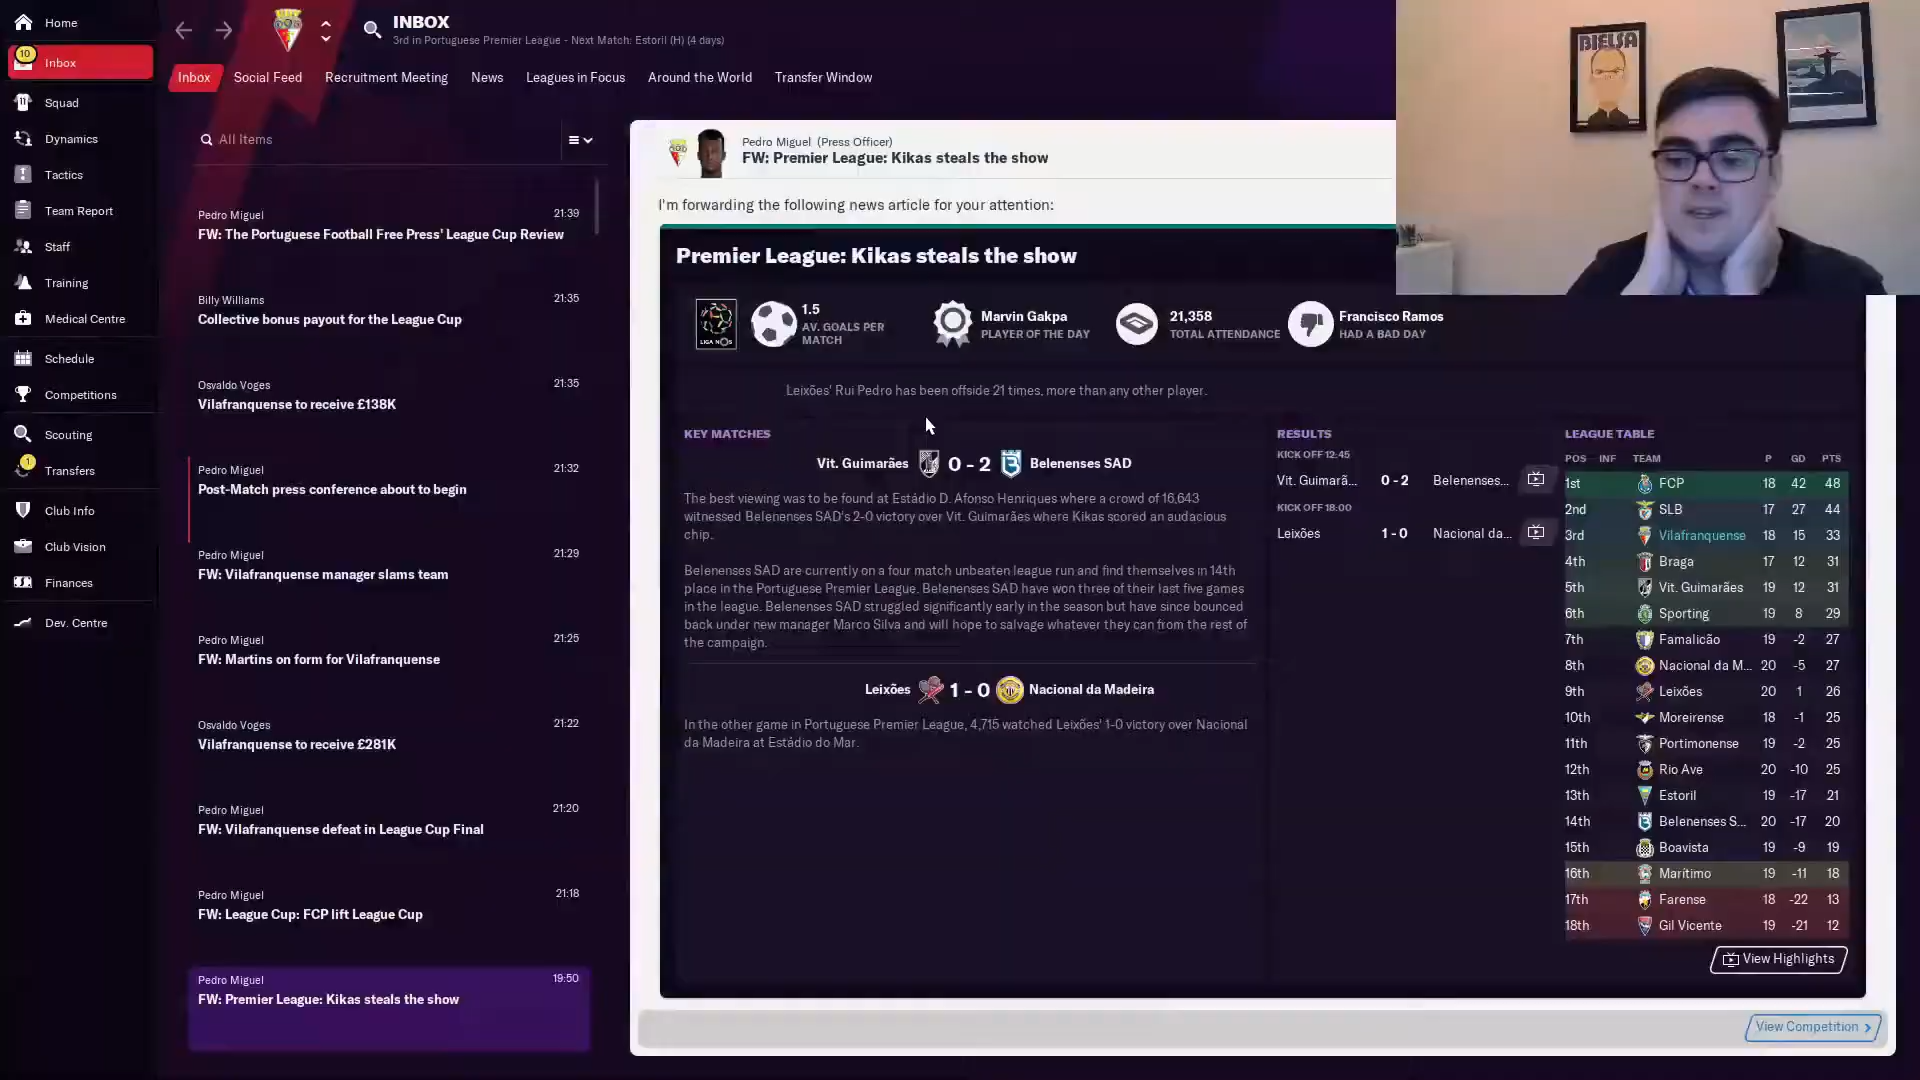 Home
10
Inbox
Squad
Dynamics
Tactics
Team Report
Staff
Training
Medical Centre
Schedule
Competitions
Scouting
1
Transfers
Club Info
Club Vision
Finances
Dev. Centre
INBOX
3rd in Portuguese Premier League - Next Match: Estoril (H) (4 days)
Inbox Social Feed Recruitment Meeting News Leagues in Focus Around the World Transfer Window
All Items
Pedro Miguel 21:39
FW: The Portuguese Football Free Press' League Cup Review
Billy Williams 21:35
Collective bonus payout for the League Cup
Osvaldo Voges 21:35
Vilafranquense to receive £138K
Pedro Miguel 21:32
Post-Match press conference about to begin
Pedro Miguel 21:29
FW: Vilafranquense manager slams team
Pedro Miguel 21:25
FW: Martins on form for Vilafranquense
Osvaldo Voges 21:22
Vilafranquense to receive £281K
Pedro Miguel 21:20
FW: Vilafranquense defeat in League Cup Final
Pedro Miguel 21:18
FW: League Cup: FCP lift League Cup
Pedro Miguel 19:50
FW: Premier League: Kikas steals the show
Pedro Miguel (Press Officer)
FW: Premier League: Kikas steals the show
I'm forwarding the following news article for your attention:
Premier League: Kikas steals the show
LIGA NOS
1.5
AV. GOALS PER
MATCH
Marvin Gakpa
PLAYER OF THE DAY
21,358
TOTAL ATTENDANCE
Francisco Ramos
HAD A BAD DAY
Leixões' Rui Pedro has been offside 21 times, more than any other player.
KEY MATCHES
Vit. Guimarães 0 - 2 Belenenses SAD
The best viewing was to be found at Estádio D. Afonso Henriques where a crowd of 16,643
witnessed Belenenses SAD's 2-0 victory over Vit. Guimarães where Kikas scored an audacious
chip.
Belenenses SAD are currently on a four match unbeaten league run and find themselves in 14th
place in the Portuguese Premier League. Belenenses SAD have won three of their last five games
in the league. Belenenses SAD struggled significantly early in the season but have since bounced
back under new manager Marco Silva and will hope to salvage whatever they can from the rest of
the campaign.
Leixões 1 - 0 Nacional da Madeira
In the other game in Portuguese Premier League, 4,715 watched Leixões' 1-0 victory over Nacional
da Madeira at Estádio do Mar.
RESULTS
KICK OFF 12:45
Vit. Guimarã... 0 - 2 Belenenses...
KICK OFF 18:00
Leixões 1 - 0 Nacional da...
LEAGUE TABLE
POS INF TEAM P GD PTS
1st FCP 18 42 48
2nd SLB 17 27 44
3rd Vilafranquense 18 15 33
4th Braga 17 12 31
5th Vit. Guimarães 19 12 31
6th Sporting 19 8 29
7th Famalicão 19 -2 27
8th Nacional da M... 20 -5 27
9th Leixões 20 1 26
10th Moreirense 18 -1 25
11th Portimonense 19 -2 25
12th Rio Ave 20 -10 25
13th Estoril 19 -17 21
14th Belenenses S... 20 -17 20
15th Boavista 19 -9 19
16th Marítimo 19 -11 18
17th Farense 18 -22 13
18th Gil Vicente 19 -21 12
View Highlights
View Competition
BIELSA